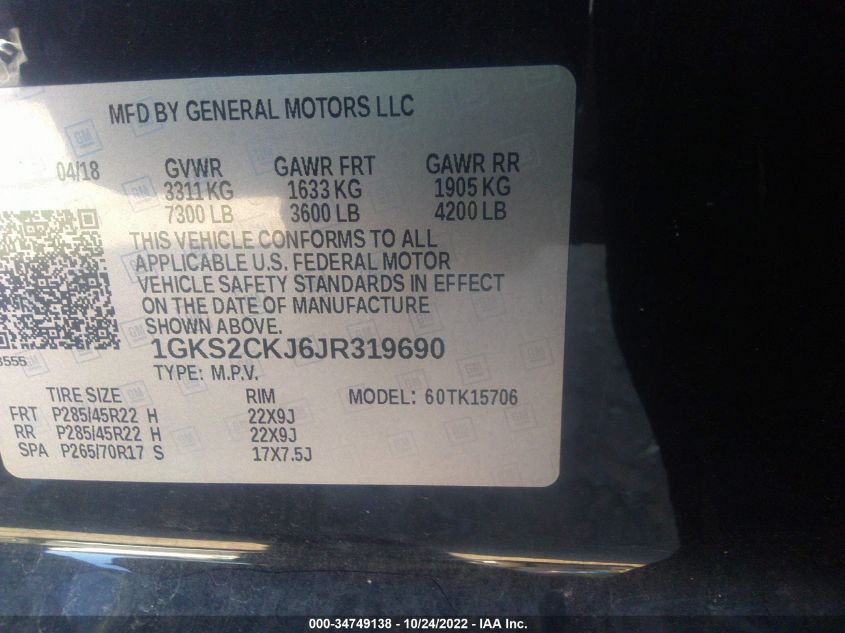 MFD BY GENERAL MOTORS LLC
04/18 GVWR GAWR FRT GAWR RR
3311 KG 1633 KG 1905 KG
7300 LB 3600 LB 4200 LB
THIS VEHICLE CONFORMS TO ALL
APPLICABLE U.S. FEDERAL MOTOR
VEHICLE SAFETY STANDARDS IN EFFECT
ON THE DATE OF MANUFACTURE
SHOWN ABOVE.
3555
1GKS2CKJ6JR319690
TYPE: M.P.V.
TIRE SIZE RIM MODEL: 60TK15706
FRT P285/45R22 H 22X9J
RR P285/45R22 H 22X9J
SPA P265/70R17 S 17X7.5J
000-34749138 - 10/24/2022 - IAA Inc.